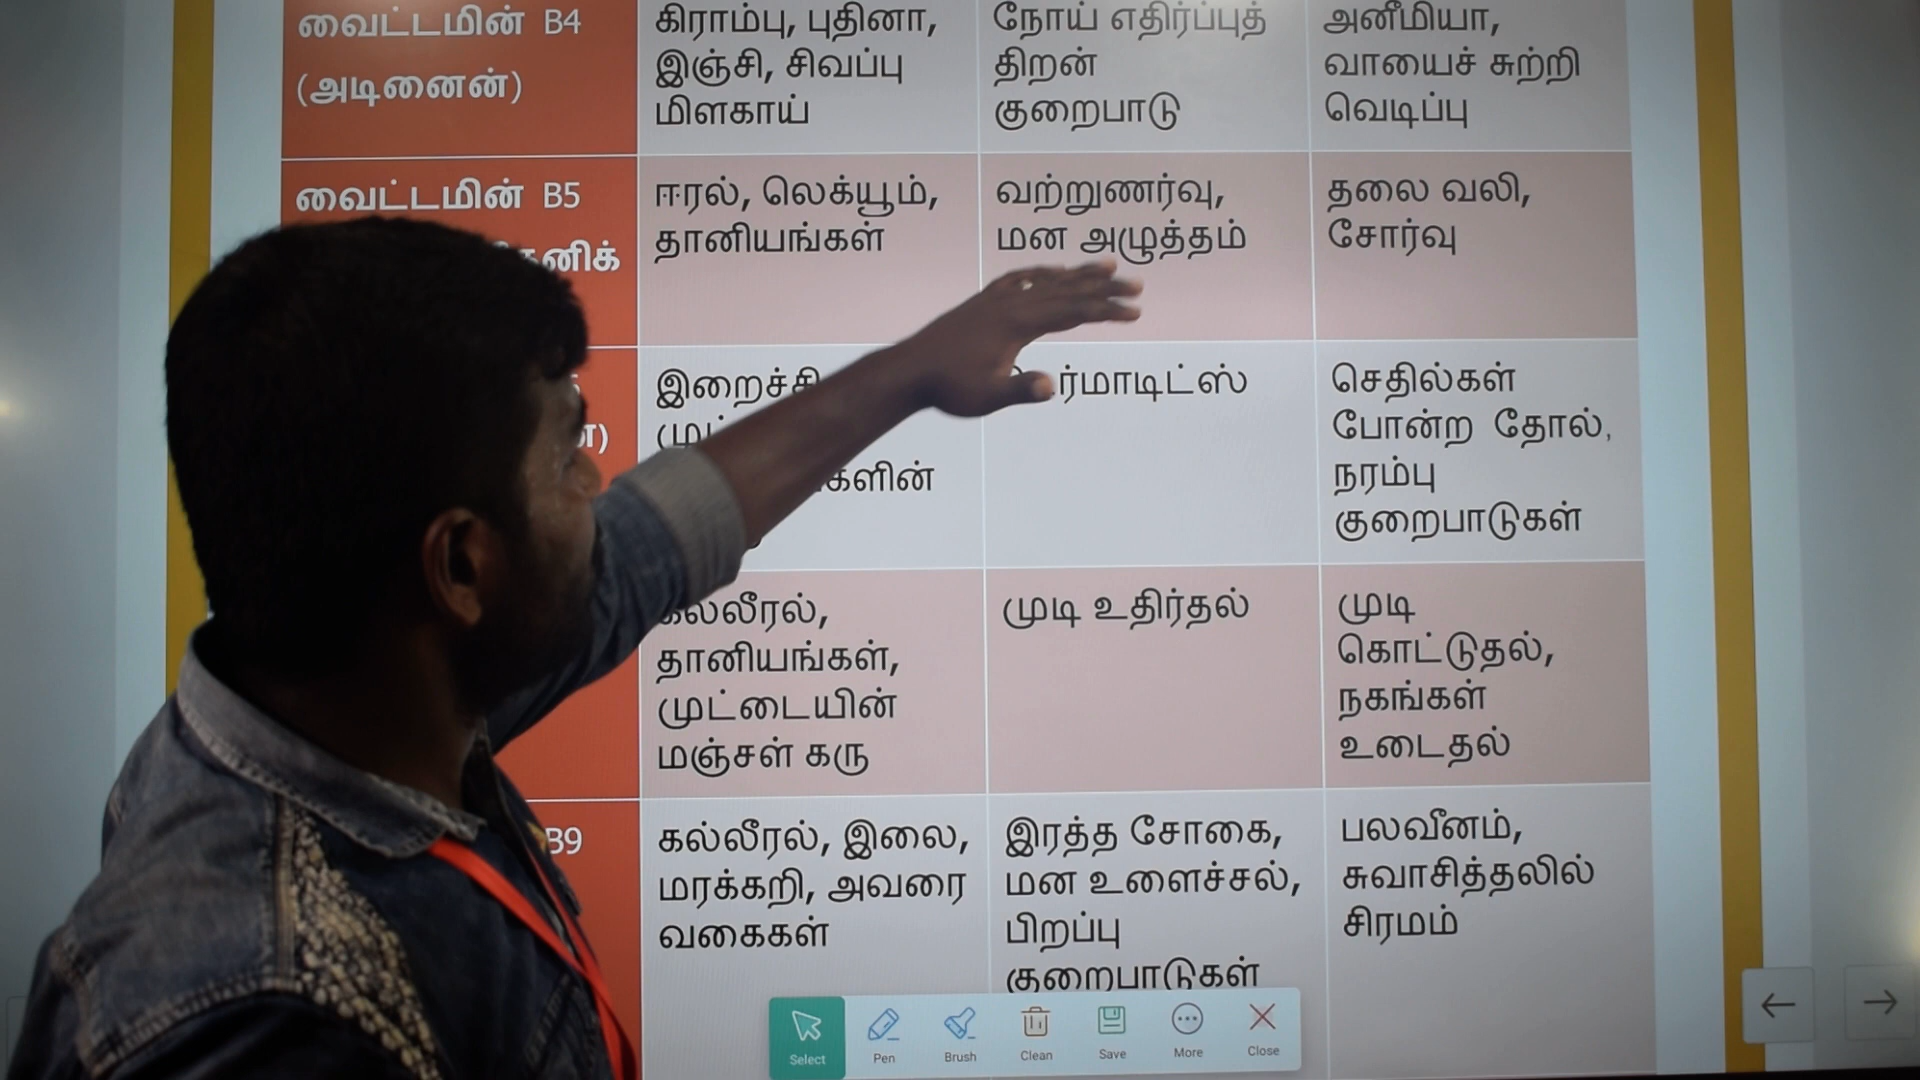 வைட்டமின் B4
(அடினைன்)
கிராம்பு, புதினா,
இஞ்சி, சிவப்பு
மிளகாய்
நோய் எதிர்ப்புத்
திறன்
குறைபாடு
அனீமியா,
வாயைச் சுற்றி
வெடிப்பு
வைட்டமின் B5
ஈரல், லெக்யூம்,
தானியங்கள்
வற்றுணர்வு,
மன அழுத்தம்
தலை வலி,
சோர்வு
செதில்கள்
போன்ற தோல்,
நரம்பு
குறைபாடுகள்
கல்லீரல்,
தானியங்கள்,
முட்டையின்
மஞ்சள் கரு
முடி உதிர்தல்
முடி
கொட்டுதல்,
நகங்கள்
உடைதல்
B9
கல்லீரல், இலை,
மரக்கறி, அவரை
வகைகள்
இரத்த சோகை,
மன உளைச்சல்,
பிறப்பு
குறைபாடுகள்
பலவீனம்,
சுவாசித்தலில்
சிரமம்
Select Pen Brush Clean Save More Close